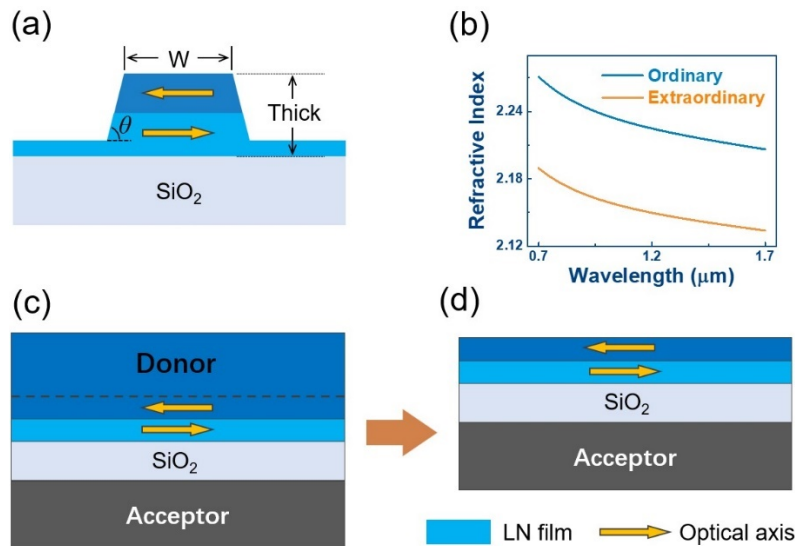 (a)
W
θ
Thick
SiO₂
(b)
Refractive Index
2.24
2.18
2.12
Ordinary
Extraordinary
0.7
1.2
1.7
Wavelength (μm)
(c)
Donor
SiO₂
Acceptor
(d)
SiO₂
Acceptor
LN film
Optical axis